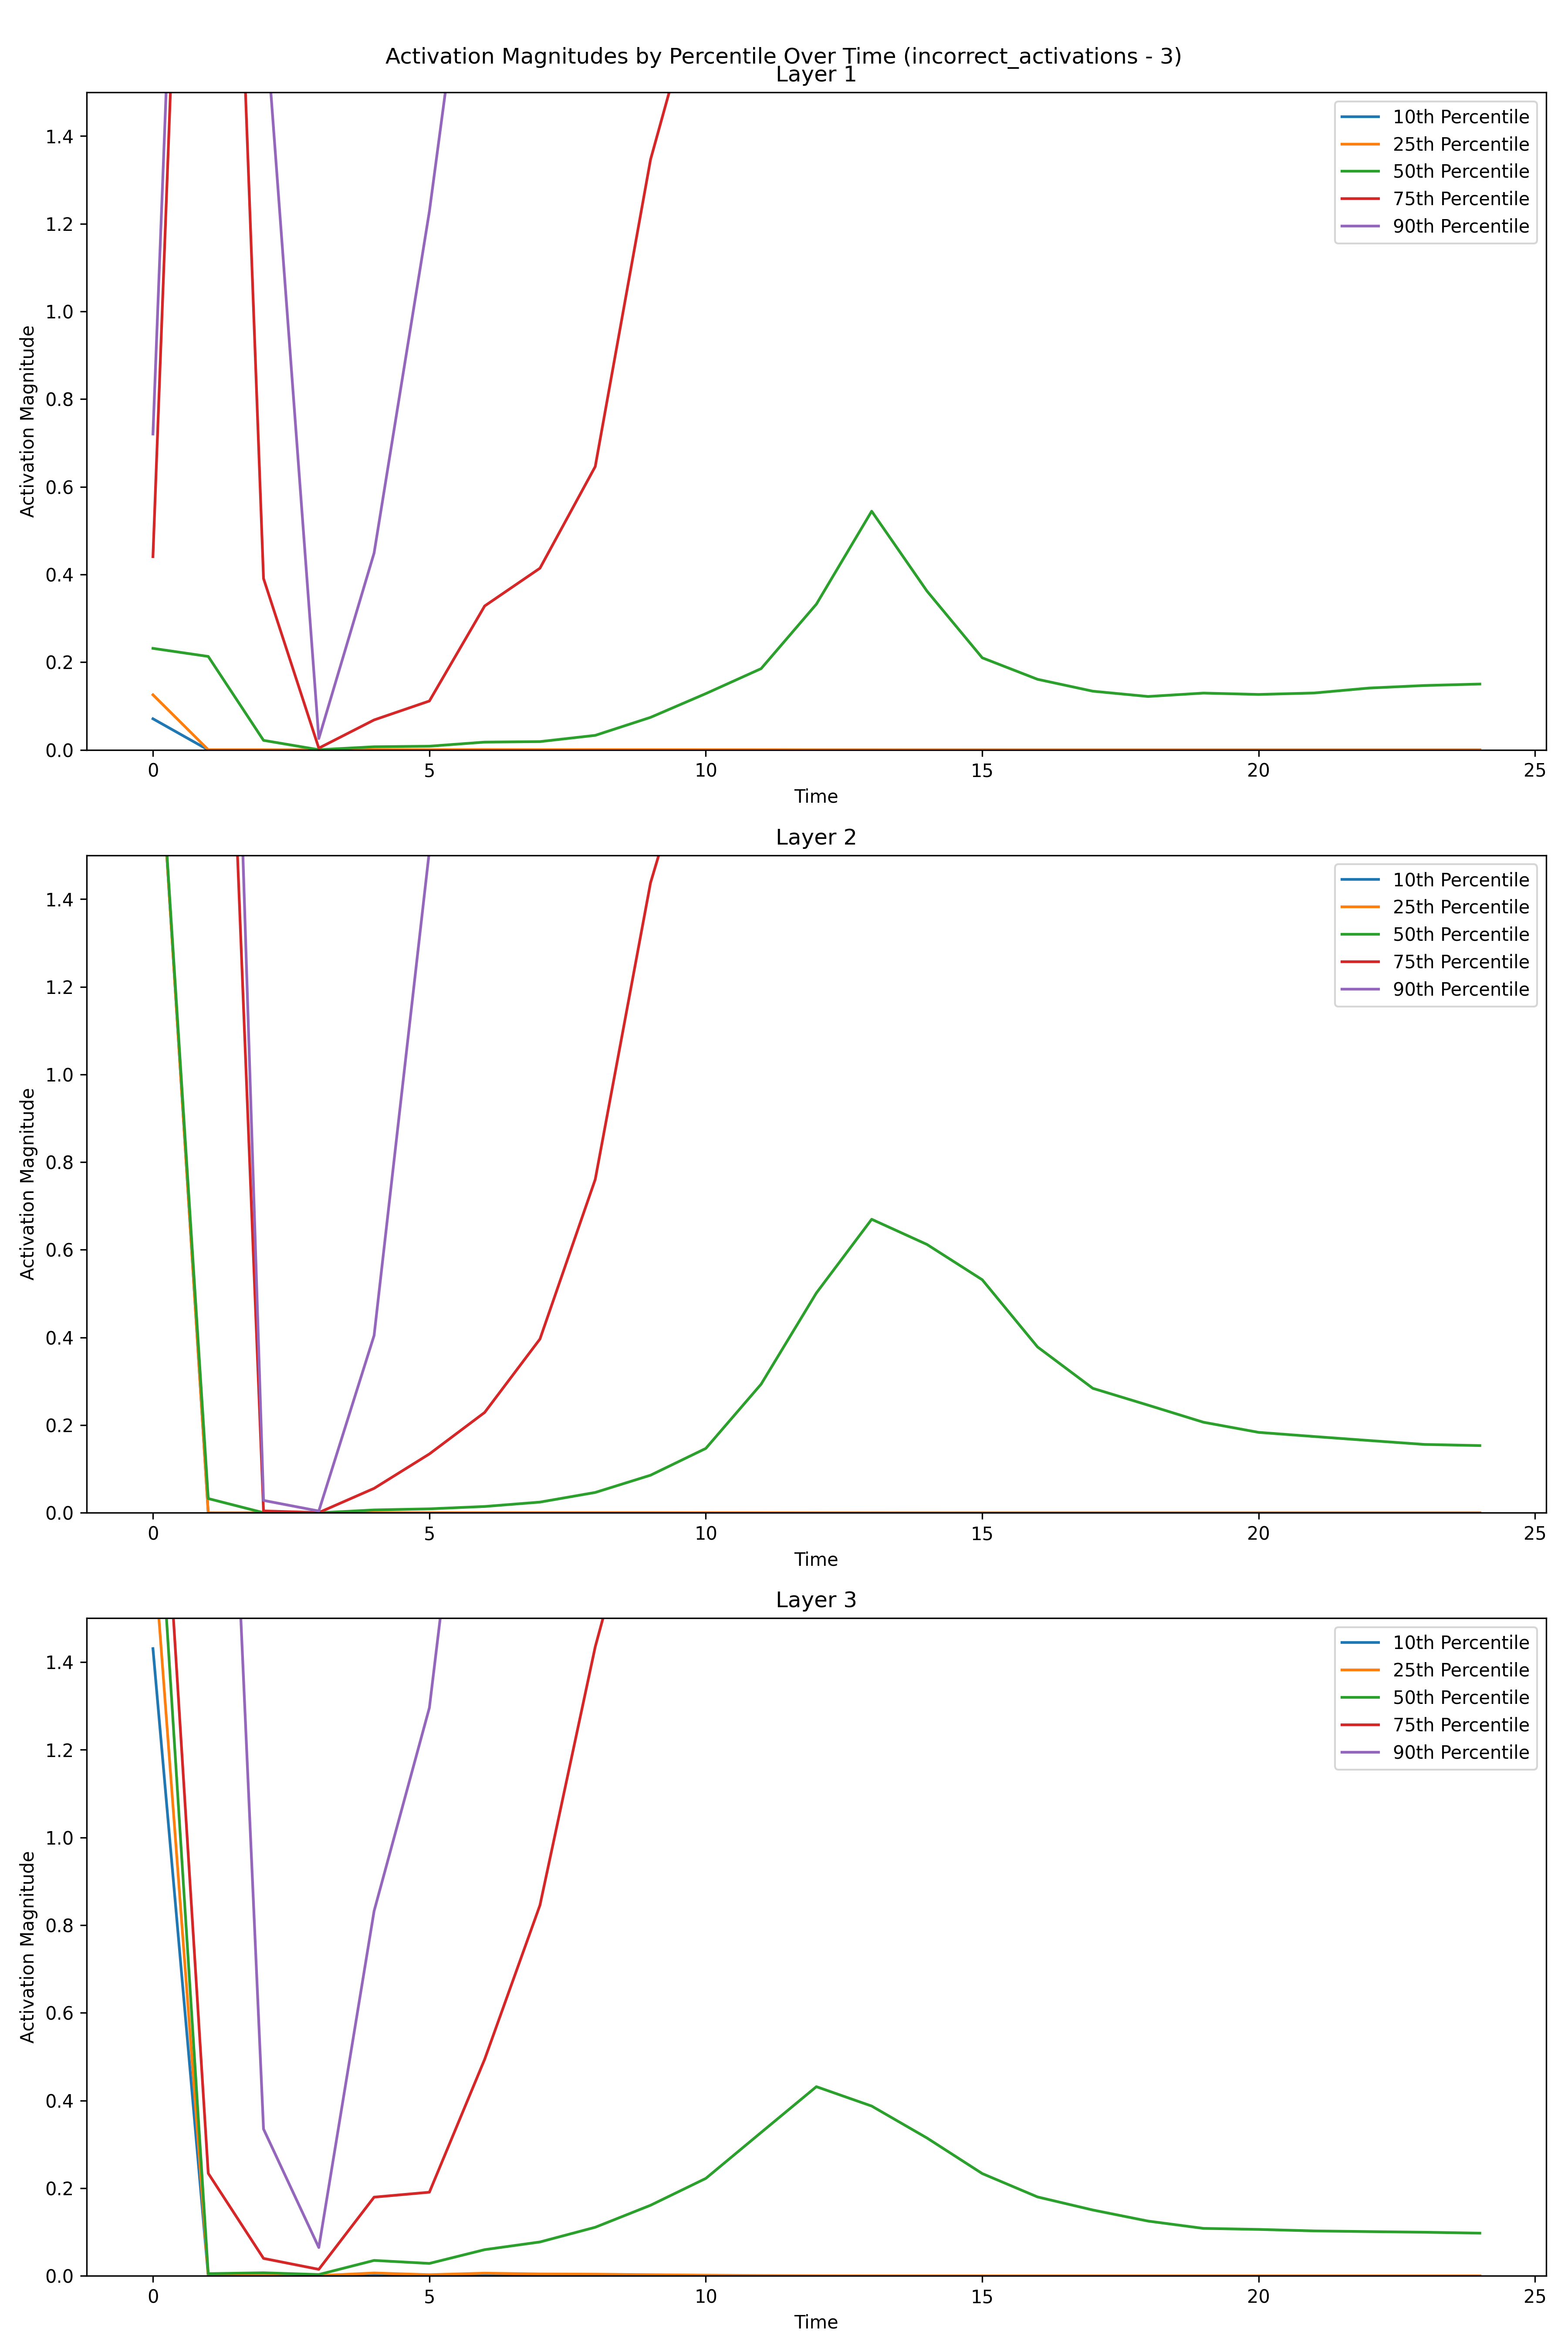 Activation Magnitudes by Percentile Over Time (incorrect_activations - 3)
Layer 1
1.4
1.2
1.0
0.8
0.6
0.4
0.2
0.0
Activation Magnitude
10th Percentile
25th Percentile
50th Percentile
75th Percentile
90th Percentile
0 5 10 15 20 25
Time
Layer 2
1.4
1.2
1.0
0.8
0.6
0.4
0.2
0.0
Activation Magnitude
10th Percentile
25th Percentile
50th Percentile
75th Percentile
90th Percentile
0 5 10 15 20 25
Time
Layer 3
1.4
1.2
1.0
0.8
0.6
0.4
0.2
0.0
Activation Magnitude
10th Percentile
25th Percentile
50th Percentile
75th Percentile
90th Percentile
0 5 10 15 20 25
Time